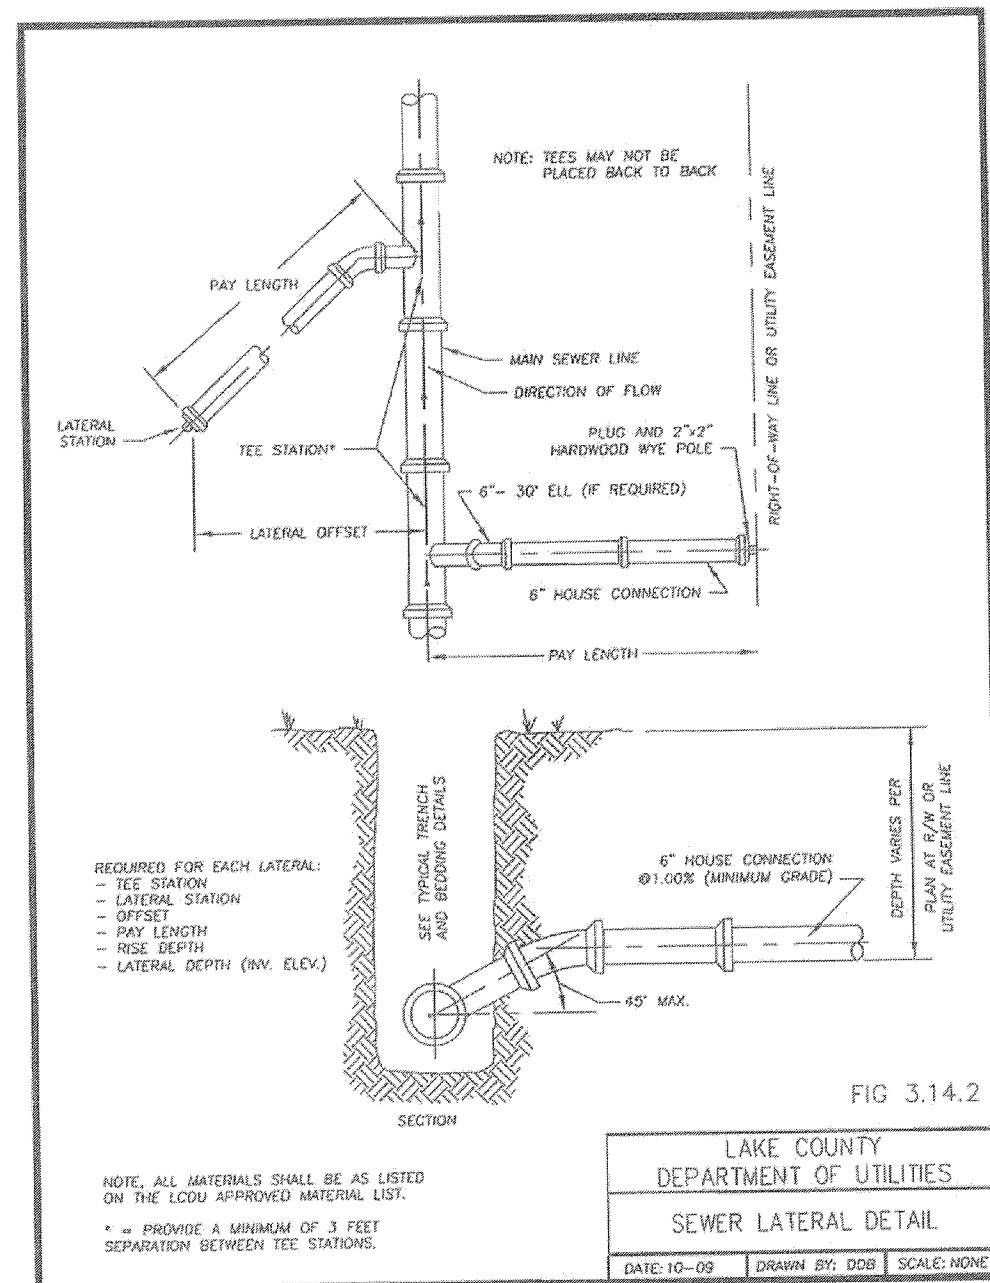 NOTE: TEES MAY NOT BE
PLACED BACK TO BACK
RIGHT-OF-WAY LINE OR UTILITY EASEMENT LINE
PAY LENGTH
MAIN SEWER LINE
DIRECTION OF FLOW
LATERAL
STATION
TEE STATION*
PLUG AND 2"x2"
HARDWOOD WYE POLE
6"- 30° ELL (IF REQUIRED)
LATERAL OFFSET
6" HOUSE CONNECTION
PAY LENGTH
SEE TYPICAL TRENCH
AND BEDDING DETAILS
DEPTH VARIES PER
PLAN AT R/W OR
UTILITY EASEMENT LINE
6" HOUSE CONNECTION
@1.00% (MINIMUM GRADE)
REQUIRED FOR EACH LATERAL:
- TEE STATION
- LATERAL STATION
- OFFSET
- PAY LENGTH
- RISE DEPTH
- LATERAL DEPTH (INV. ELEV.)
45° MAX.
SECTION
FIG 3.14.2
NOTE, ALL MATERIALS SHALL BE AS LISTED
ON THE LCDU APPROVED MATERIAL LIST.
* = PROVIDE A MINIMUM OF 3 FEET
SEPARATION BETWEEN TEE STATIONS.
LAKE COUNTY
DEPARTMENT OF UTILITIES
SEWER LATERAL DETAIL
DATE: 10-09
DRAWN BY: DDB
SCALE: NONE